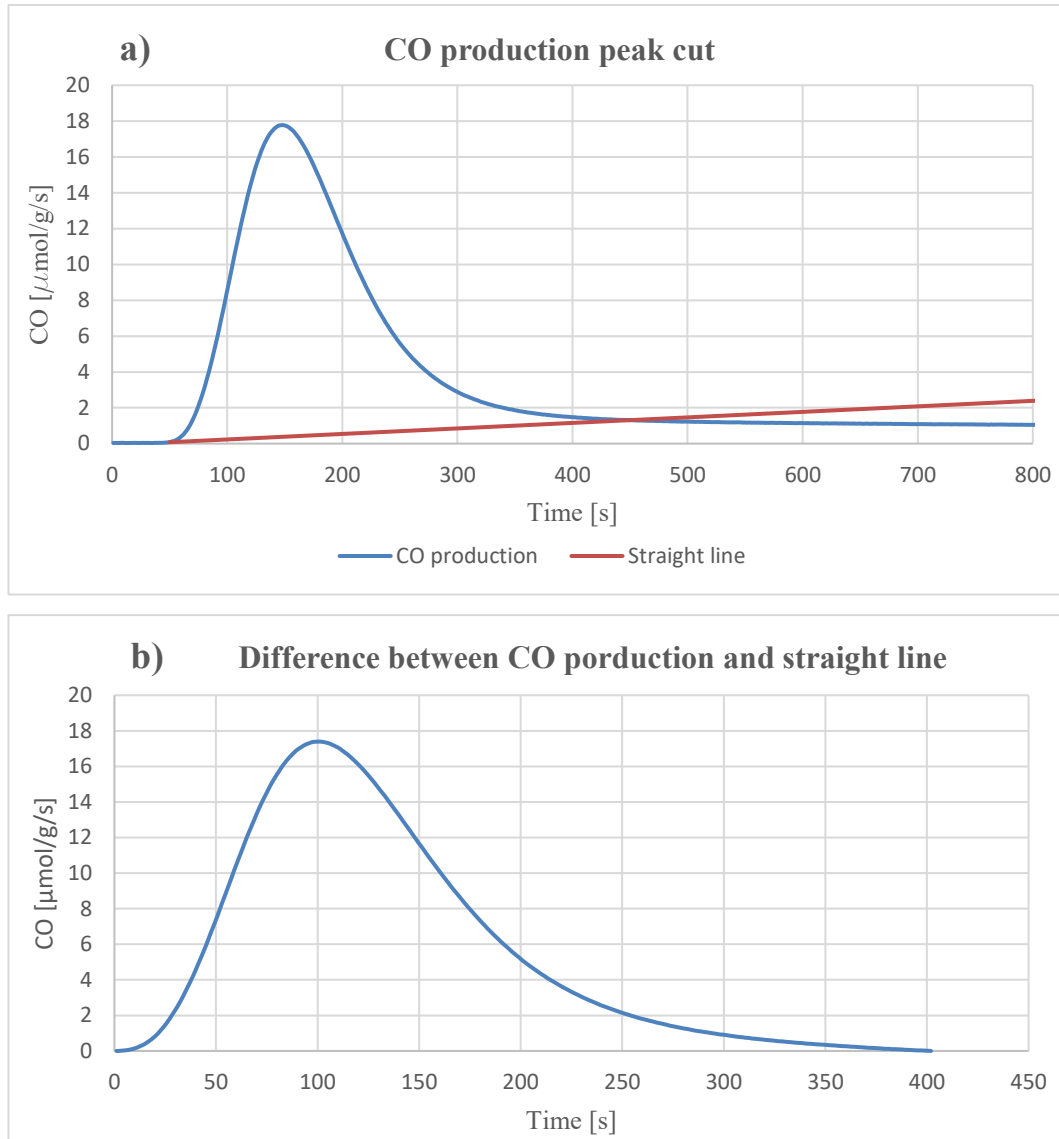 a) CO production peak cut
20
18
16
14
12
10
8
6
4
2
0
CO [µmol/g/s]
0 100 200 300 400 500 600 700 800
Time [s]
CO production Straight line
b) Difference between CO porduction and straight line
20
18
16
14
12
10
8
6
4
2
0
CO [µmol/g/s]
0 50 100 150 200 250 300 350 400 450
Time [s]